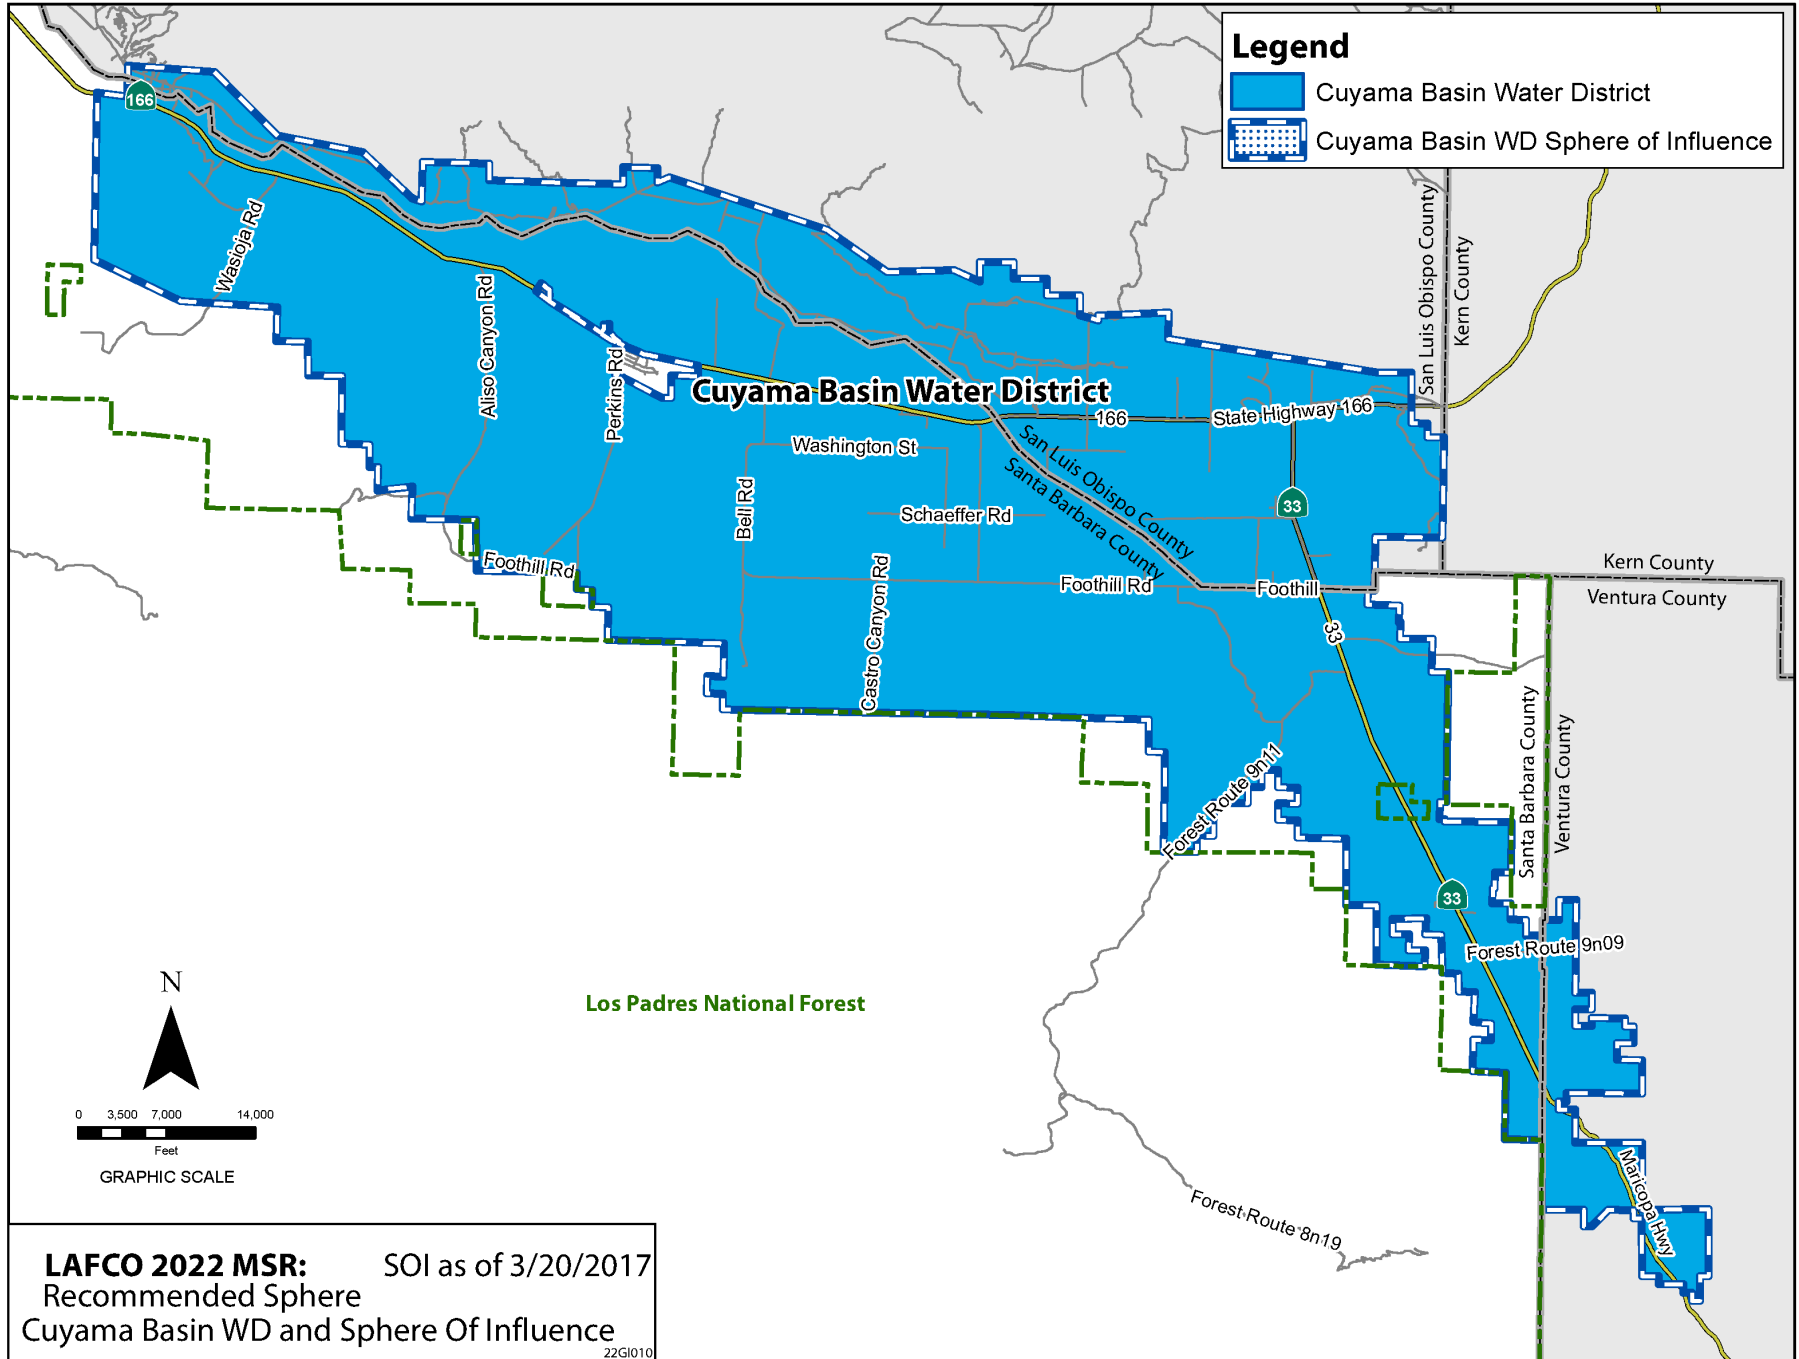 Legend
Cuyama Basin Water District
Cuyama Basin WD Sphere of Influence
166
Wasioja Rd
Aliso Canyon Rd
Perkins Rd
San Luis Obispo County
Kern County
Cuyama Basin Water District
166
State Highway 166
Washington St
Bell Rd
Schaeffer Rd
San Luis Obispo County
Santa Barbara County
33
Foothill Rd
Castro Canyon Rd
Foothill Rd
Foothill
Kern County
Ventura County
33
Santa Barbara County
Ventura County
Forest Route 9n11
33
Forest Route 9n09
Los Padres National Forest
N
0 3,500 7,000 14,000
Feet
GRAPHIC SCALE
Maricopa Hwy
Forest Route 8n19
LAFCO 2022 MSR: SOI as of 3/20/2017
Recommended Sphere
Cuyama Basin WD and Sphere Of Influence
22GI010